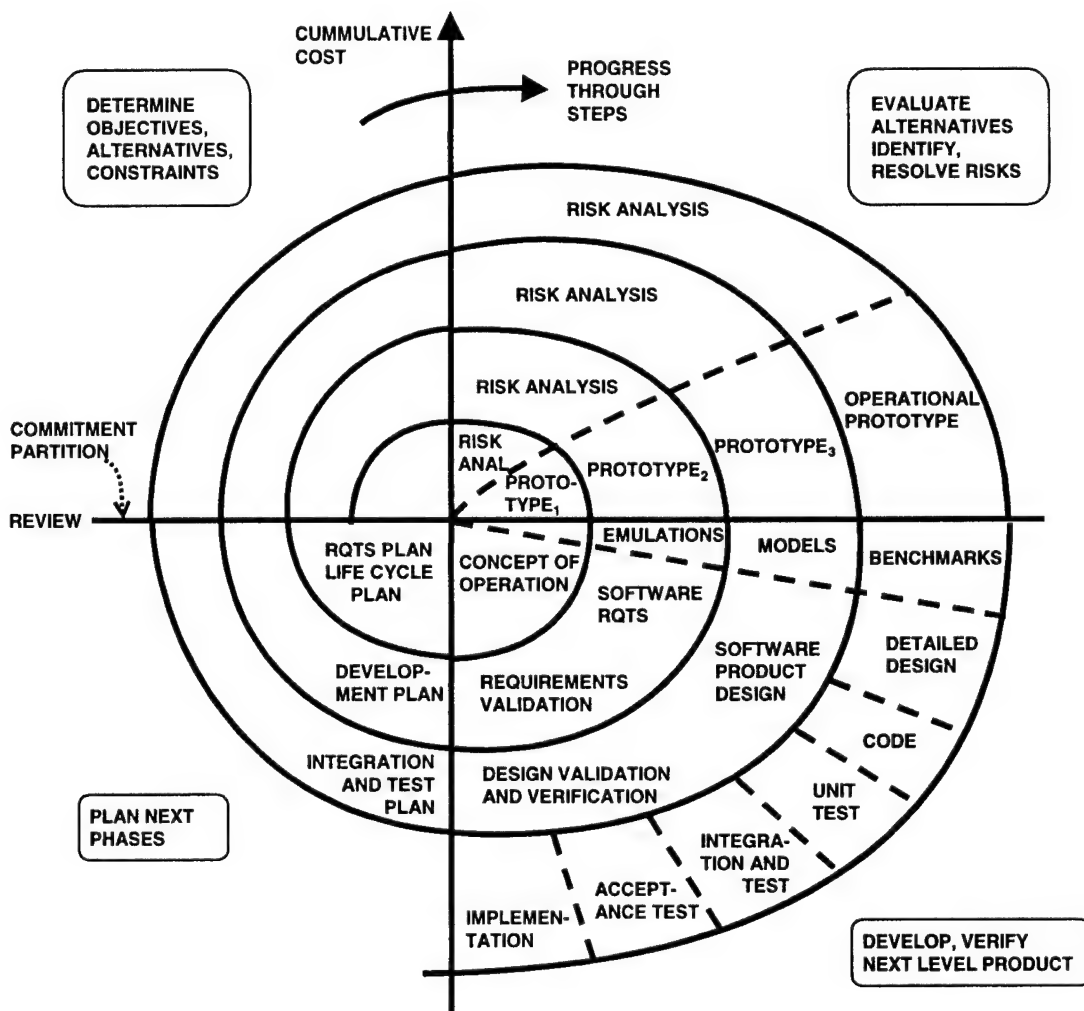 CUMMULATIVE
COST
PROGRESS
THROUGH
STEPS
DETERMINE
OBJECTIVES,
ALTERNATIVES,
CONSTRAINTS
EVALUATE
ALTERNATIVES
IDENTIFY,
RESOLVE RISKS
RISK ANALYSIS
RISK ANALYSIS
RISK ANALYSIS
RISK
ANAL
PROTO-
TYPE₁
PROTOTYPE₂
PROTOTYPE₃
OPERATIONAL
PROTOTYPE
COMMITMENT
PARTITION
REVIEW
RQTS PLAN
LIFE CYCLE
PLAN
CONCEPT OF
OPERATION
EMULATIONS
MODELS
BENCHMARKS
SOFTWARE
RQTS
SOFTWARE
PRODUCT
DESIGN
DETAILED
DESIGN
DEVELOP-
MENT PLAN
REQUIREMENTS
VALIDATION
CODE
UNIT
TEST
INTEGRATION
AND TEST
PLAN
DESIGN VALIDATION
AND VERIFICATION
INTEGRA-
TION AND
TEST
ACCEPT-
ANCE TEST
IMPLEMEN-
TATION
PLAN NEXT
PHASES
DEVELOP, VERIFY
NEXT LEVEL PRODUCT